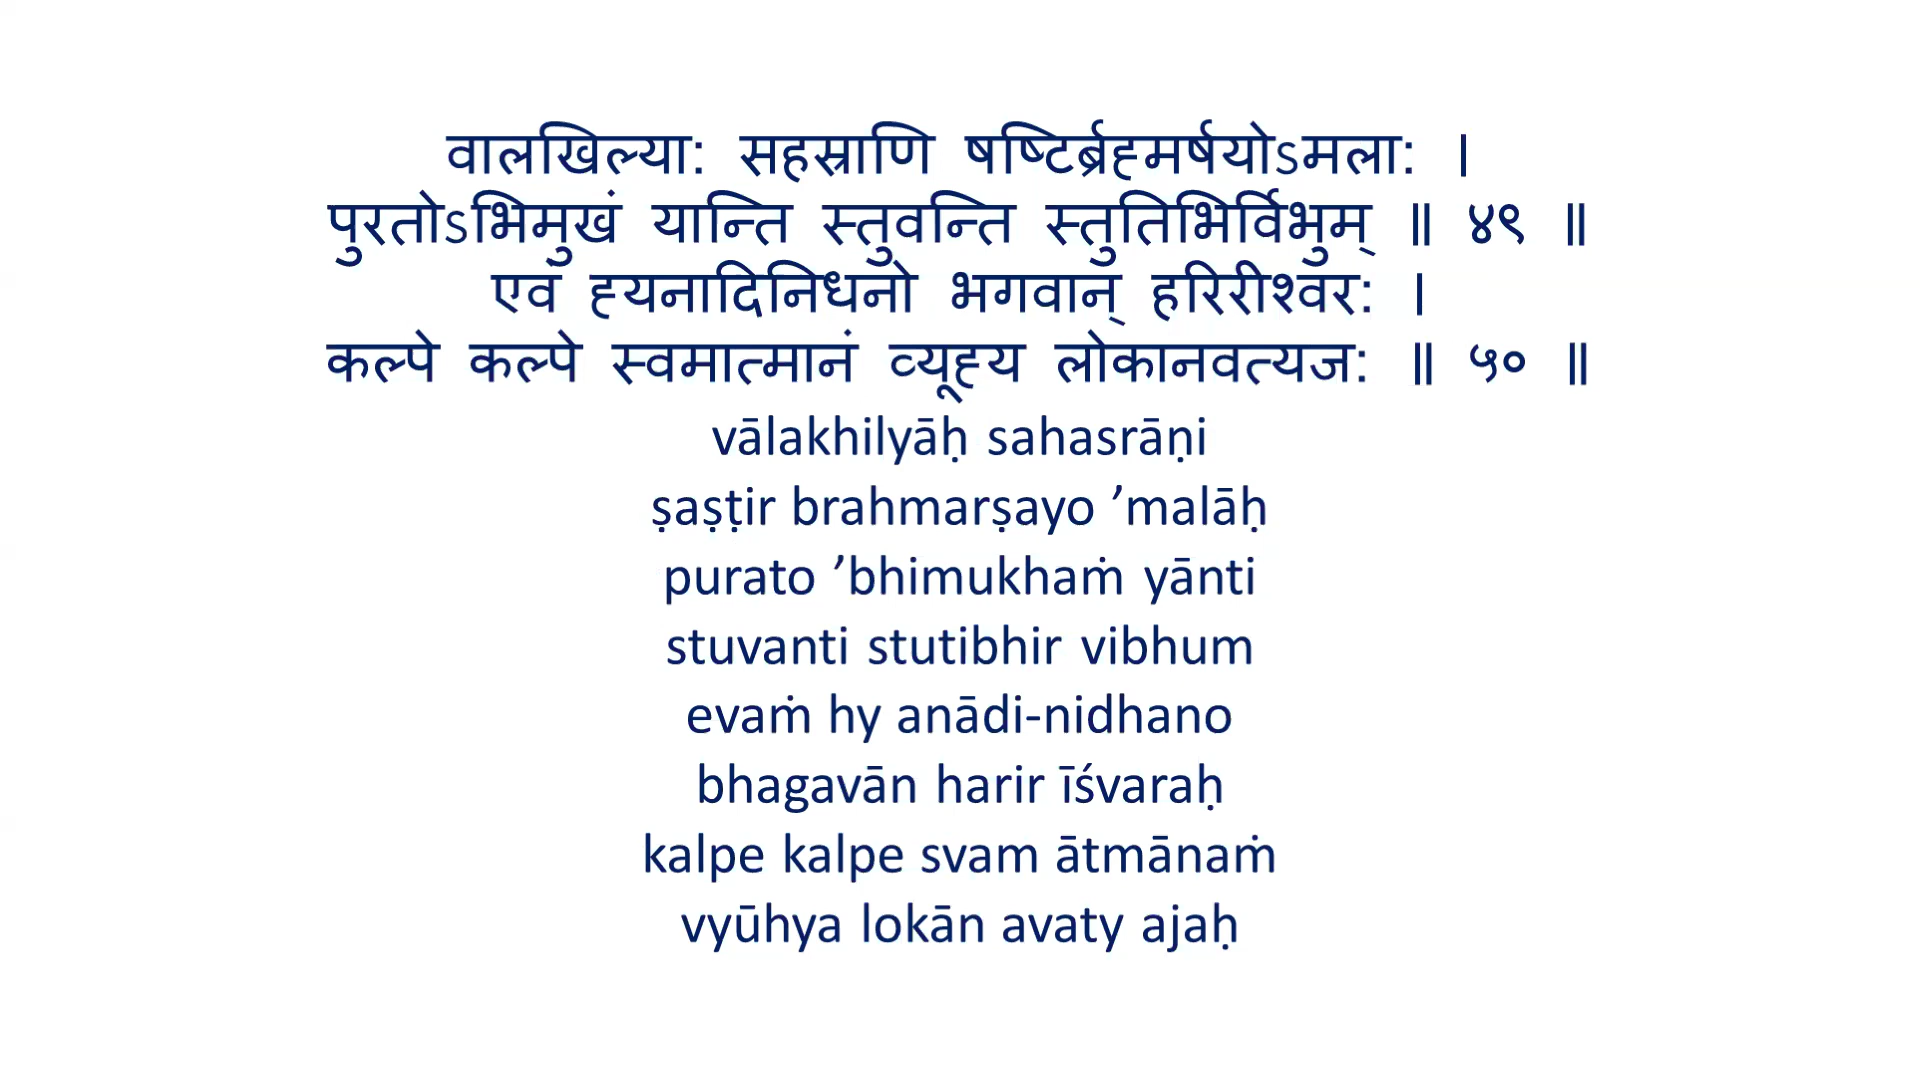 वालखिल्या: सहस्राणि षष्टिर्ब्रह्मर्षयोऽमला: ।
पुरतोऽभिमुखं यान्ति स्तुवन्ति स्तुतिभिर्विभुम् ॥ ४९ ॥
एवं ह्यनादिनिधनो भगवान् हरिरीश्वर: ।
कल्पे कल्पे स्वमात्मानं व्यूह्य लोकानवत्यज: ॥ ५० ॥
vālakhilyāḥ sahasrāṇi
ṣaṣṭir brahmarṣayo ’malāḥ
purato ’bhimukhaṁ yānti
stuvanti stutibhir vibhum
evaṁ hy anādi-nidhano
bhagavān harir īśvaraḥ
kalpe kalpe svam ātmānaṁ
vyūhya lokān avaty ajaḥ